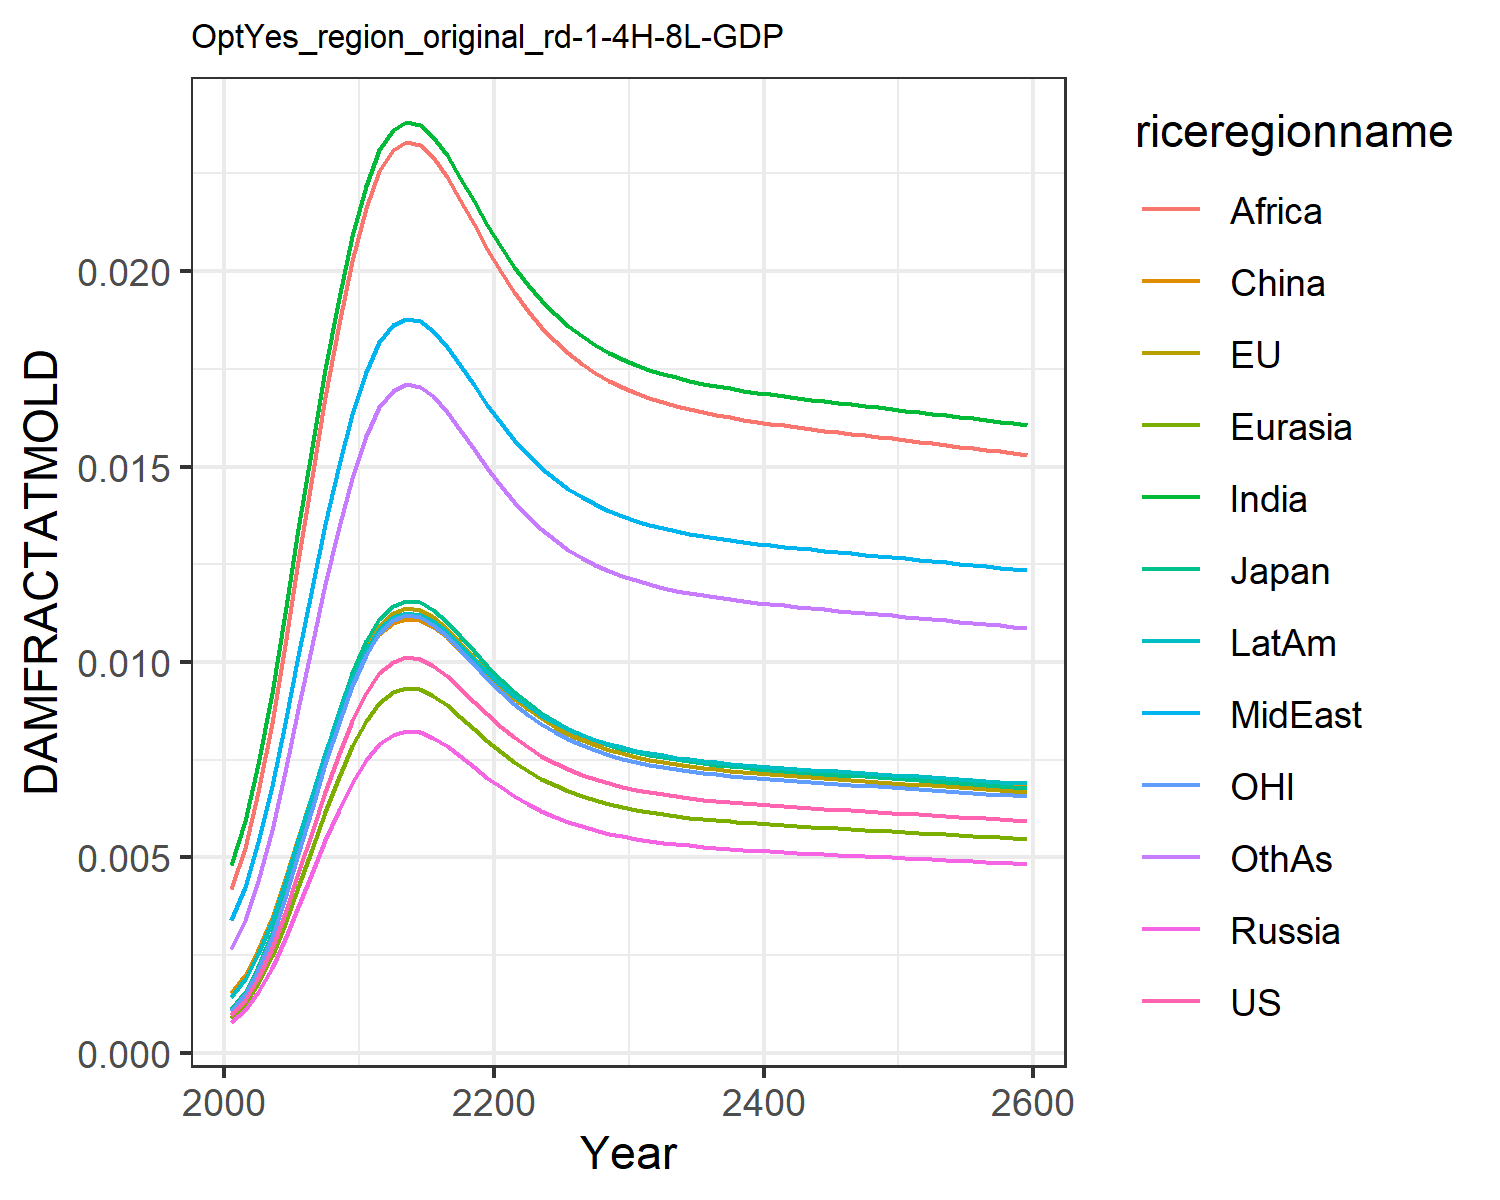 OptYes_region_original_rd-1-4H-8L-GDP
DAMFRACTATMOLD
0.020
0.015
0.010
0.005
0.000
2000 2200 2400 2600
Year
riceregionname
Africa
China
EU
Eurasia
India
Japan
LatAm
MidEast
OHI
OthAs
Russia
US